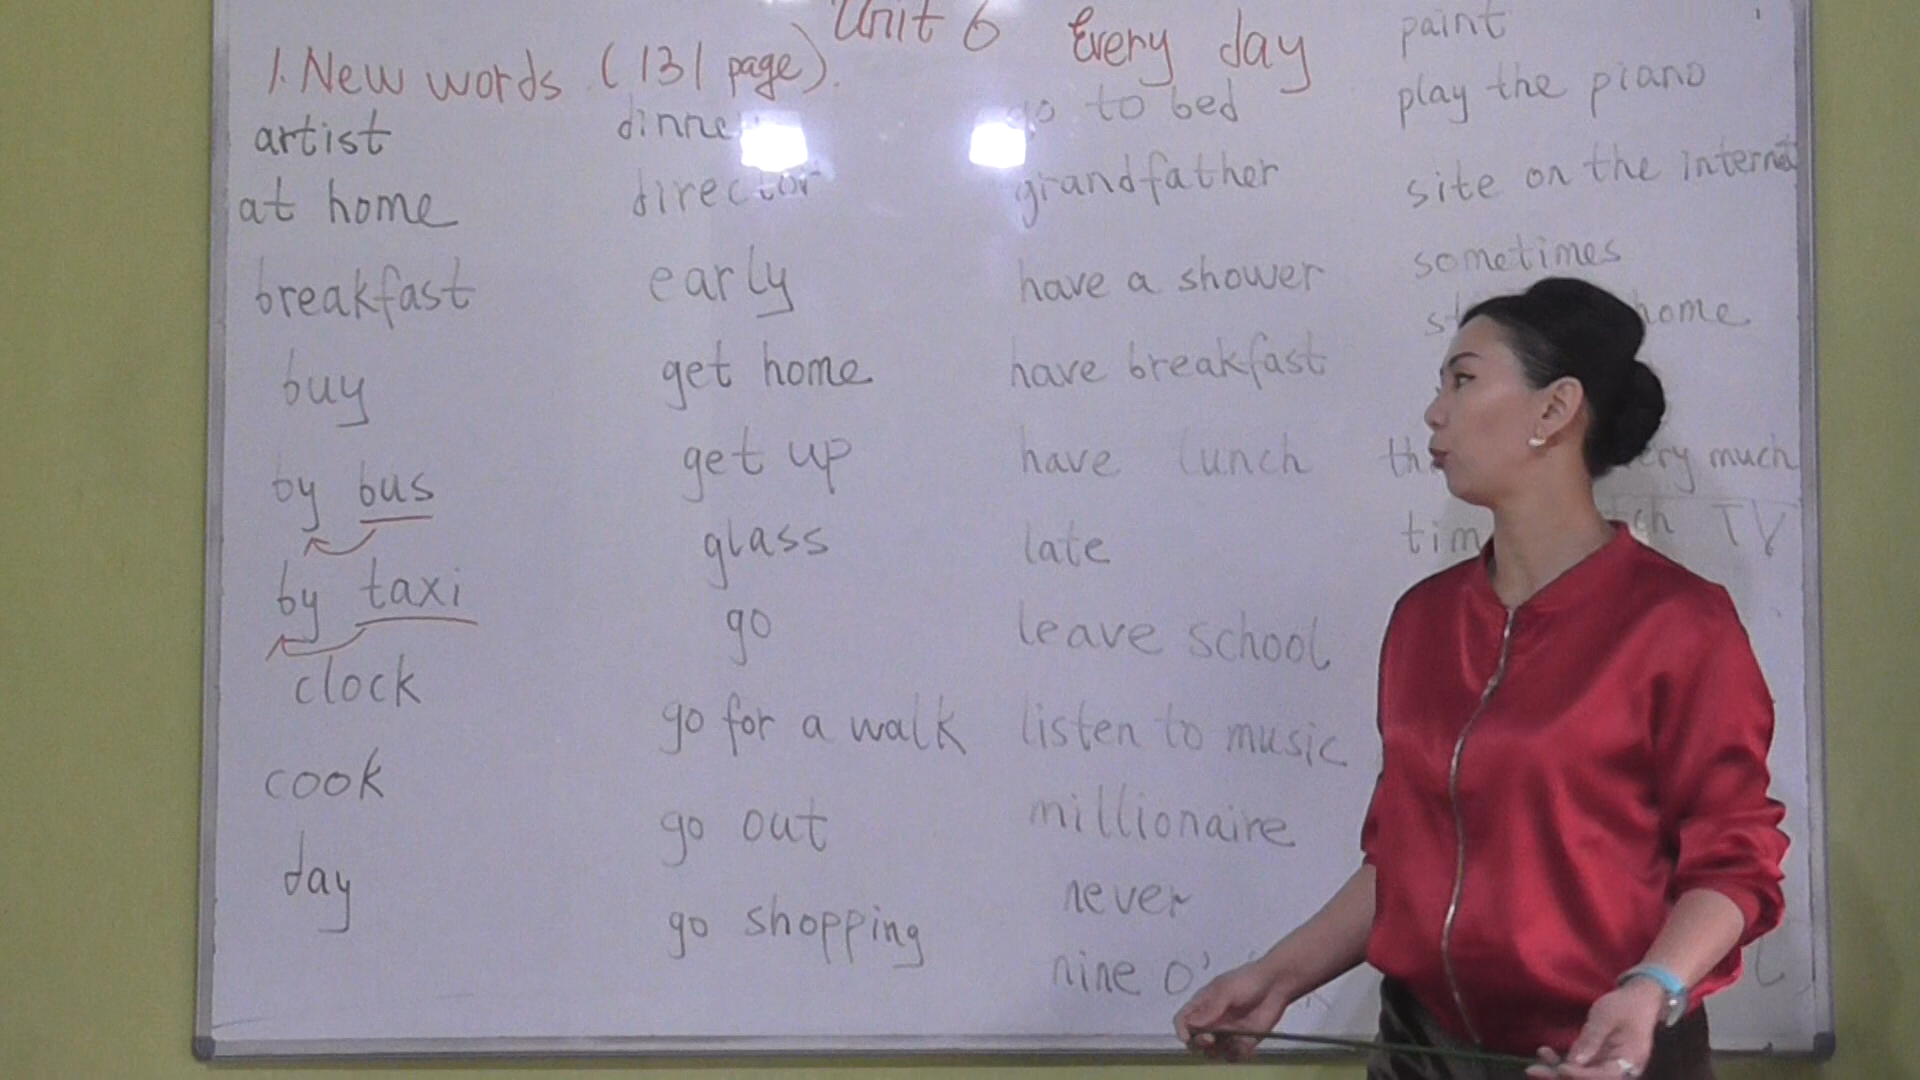 Unit 6 Every day
1. New words (131 page).
artist
at home
breakfast
buy
by bus
by taxi
clock
cook
day
dinner
director
early
get home
get up
glass
go
go for a walk
go out
go shopping
go to bed
grandfather
have a shower
have breakfast
have lunch
late
leave school
listen to music
millionaire
never
nine
paint
play the piano
site on the internet
sometimes
home
much
TV